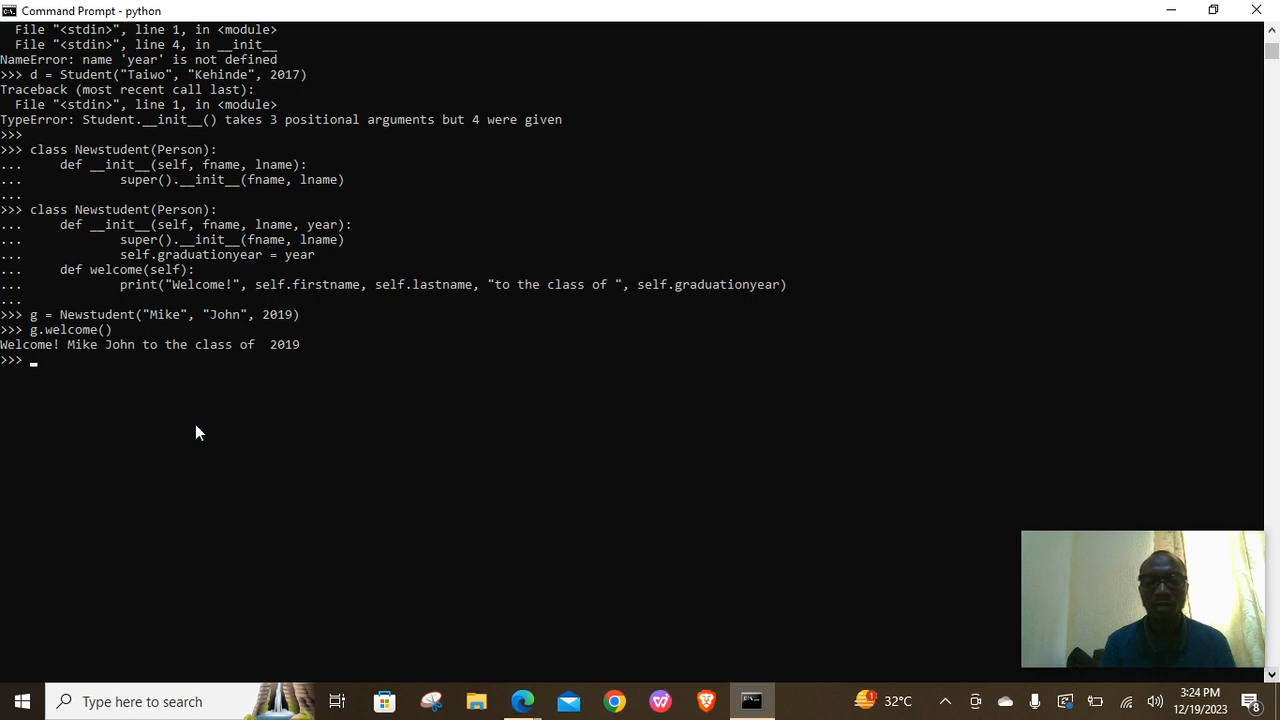 Command Prompt - python
  File "<stdin>", line 1, in <module>
  File "<stdin>", line 4, in __init__
NameError: name 'year' is not defined
>>> d = Student("Taiwo", "Kehinde", 2017)
Traceback (most recent call last):
  File "<stdin>", line 1, in <module>
TypeError: Student.__init__() takes 3 positional arguments but 4 were given
>>>
>>> class Newstudent(Person):
...     def __init__(self, fname, lname):
...             super().__init__(fname, lname)
...
>>> class Newstudent(Person):
...     def __init__(self, fname, lname, year):
...             super().__init__(fname, lname)
...             self.graduationyear = year
...     def welcome(self):
...             print("Welcome!", self.firstname, self.lastname, "to the class of ", self.graduationyear)
...
>>> g = Newstudent("Mike", "John", 2019)
>>> g.welcome()
Welcome! Mike John to the class of  2019
>>>
Type here to search
1
32°C
3:24 PM
12/19/2023
8